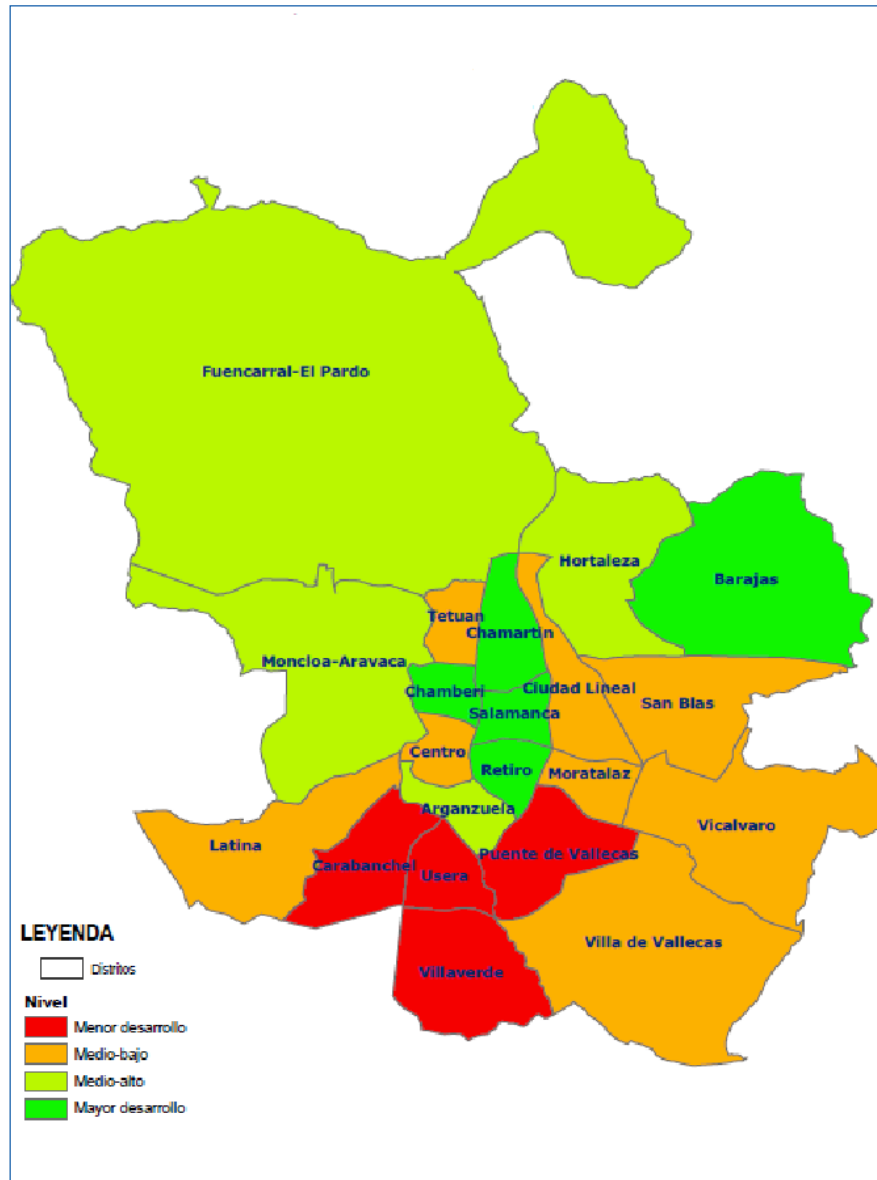 Fuencarral-El Pardo
Hortaleza
Barajas
Tetuan
Chamartin
Moncloa-Aravaca
Chamberi
Ciudad Lineal
San Blas
Salamanca
Centro
Retiro
Moratalaz
Arganzuela
Vicalvaro
Latina
Puente de Vallecas
Carabanchel
Usera
Villa de Vallecas
Villaverde
LEYENDA
Distritos
Nivel
Menor desarrollo
Medio-bajo
Medio-alto
Mayor desarrollo